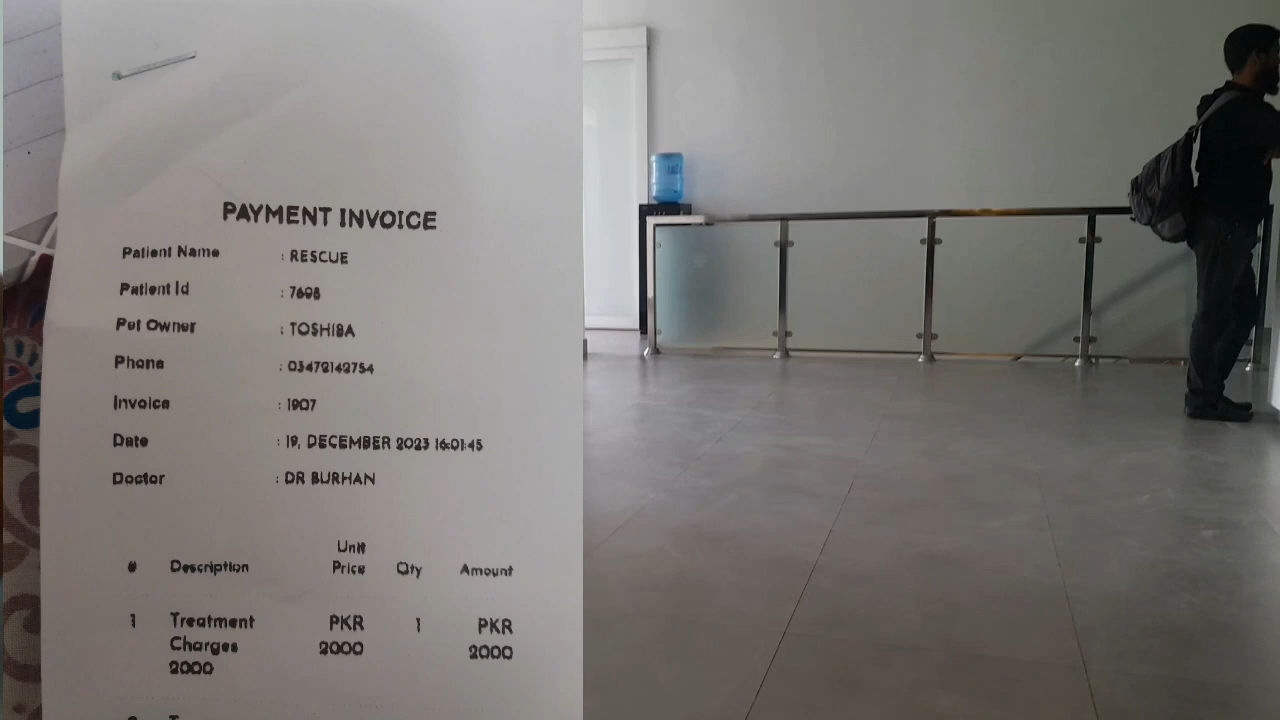 PAYMENT INVOICE
Patient Name : RESCUE
Patient Id : 7608
Pet Owner : TOSHIBA
Phone : 03472142754
Invoice : 1907
Date : 19, DECEMBER 2023 16:01:45
Doctor : DR BURHAN
# Description Unit Price Qty Amount
1 Treatment Charges 2000 PKR 2000 1 PKR 2000